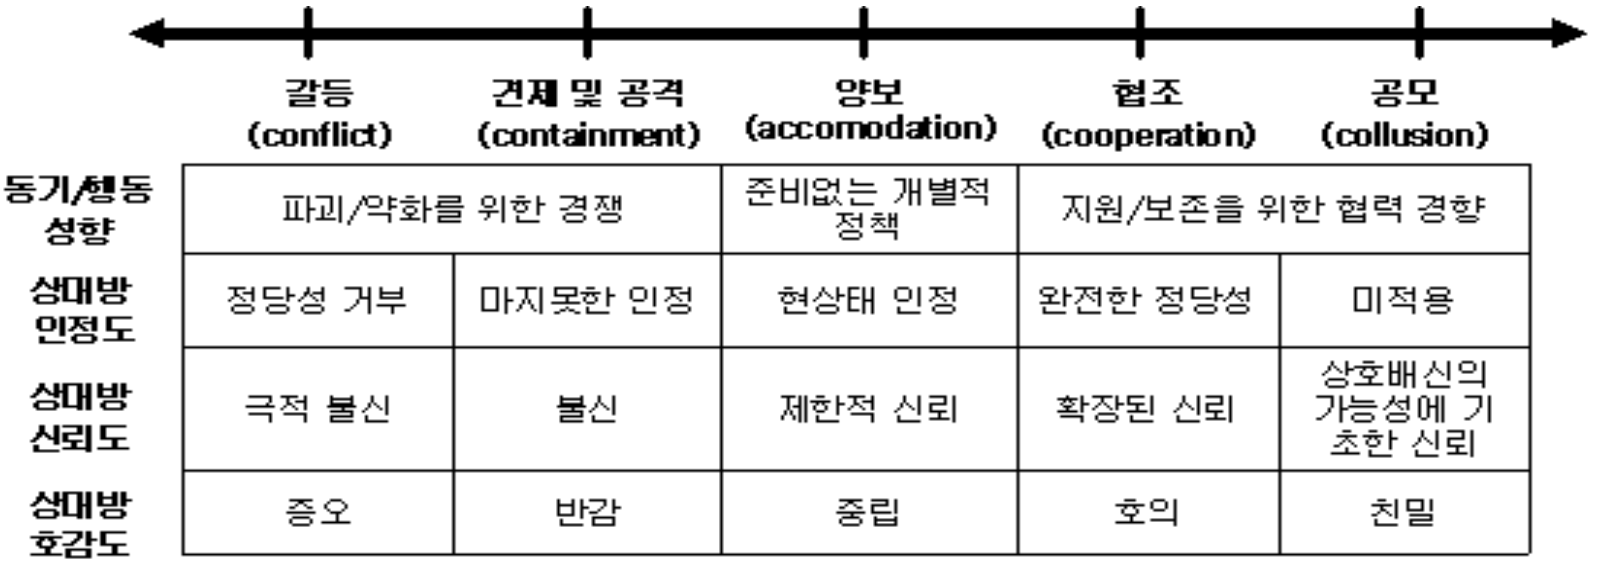 갈등 견제 및 공격 양보 협조 공모
(conflict) (containment) (accomodation) (cooperation) (collusion)
동기/행동
성향
파괴/약화를 위한 경쟁
준비없는 개별적
정책
지원/보존을 위한 협력 경향
상대방
인정도
정당성 거부
마지못한 인정
현상태 인정
완전한 정당성
미적용
상대방
신뢰도
극적 불신
불신
제한적 신뢰
확장된 신뢰
상호배신의
가능성에 기
초한 신뢰
상대방
호감도
증오
반감
중립
호의
친밀